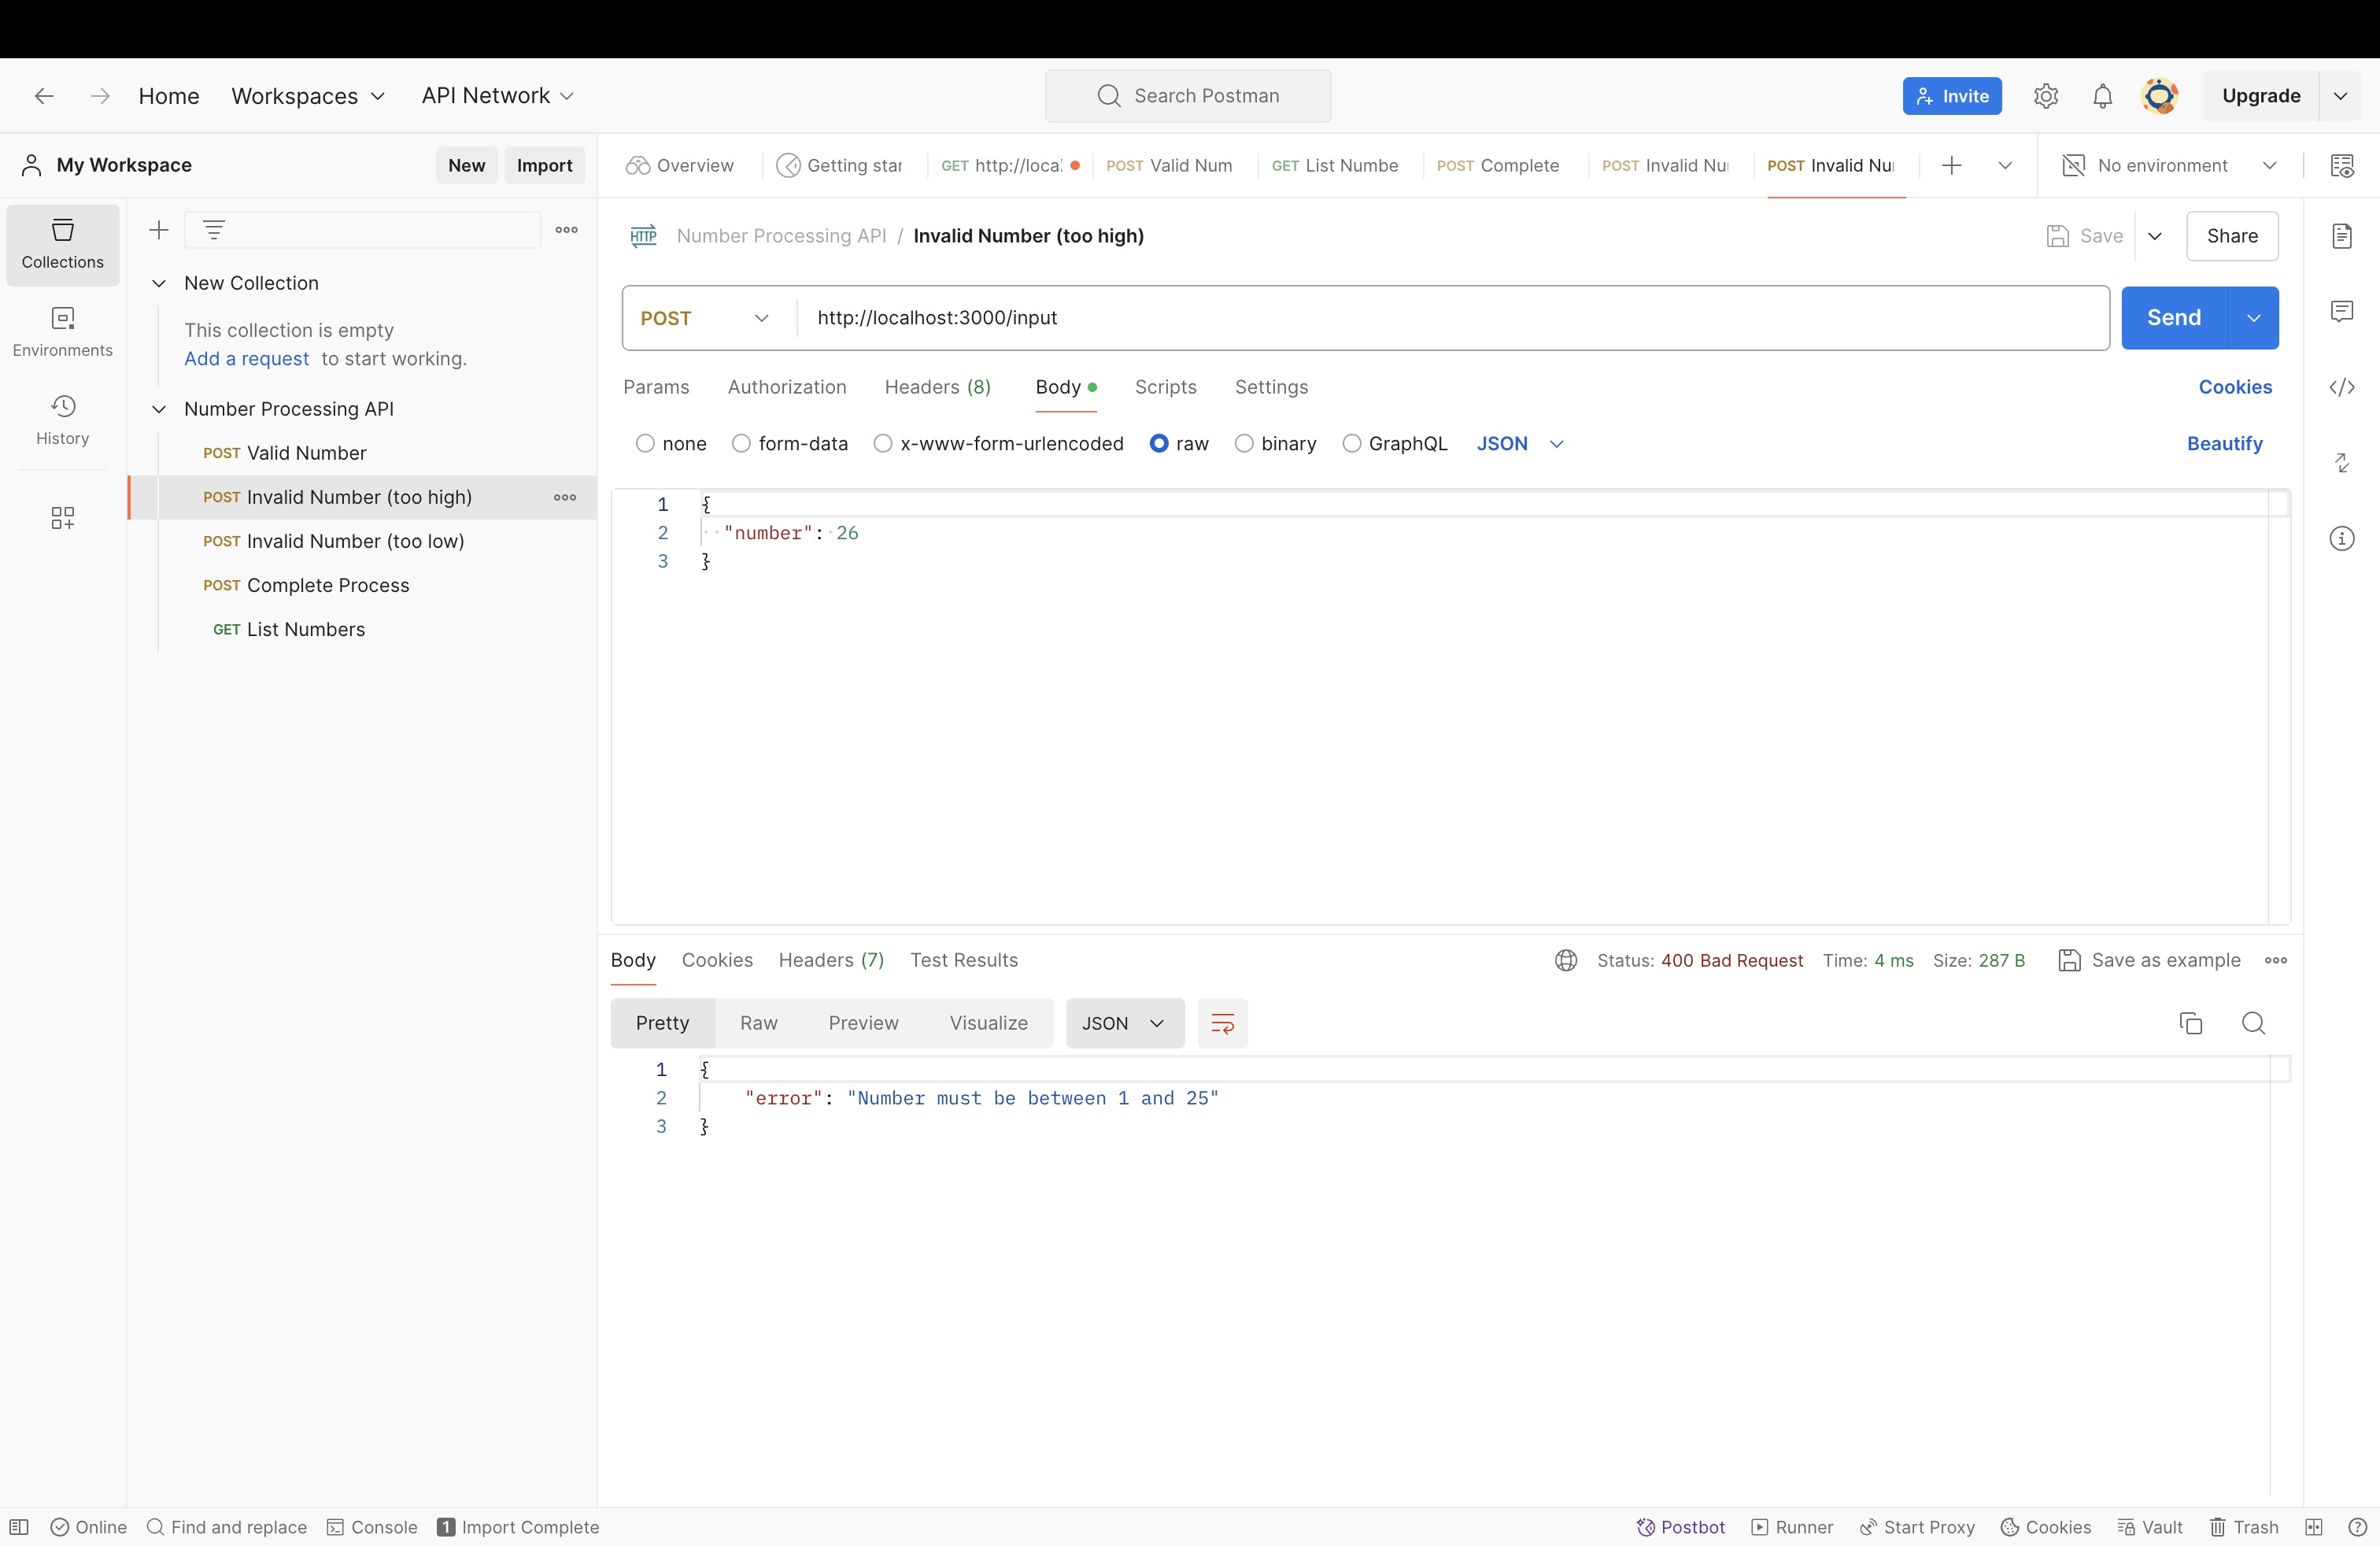 Home Workspaces API Network Search Postman Invite Upgrade
My Workspace New Import Overview Getting star GET http://local POST Valid Num GET List Numbe POST Complete POST Invalid Nu POST Invalid Nu No environment
Collections
Environments
History
New Collection
This collection is empty
Add a request to start working.
Number Processing API
POST Valid Number
POST Invalid Number (too high)
POST Invalid Number (too low)
POST Complete Process
GET List Numbers
HTTP Number Processing API / Invalid Number (too high) Save Share
POST http://localhost:3000/input Send
Params Authorization Headers (8) Body Scripts Settings Cookies
none form-data x-www-form-urlencoded raw binary GraphQL JSON Beautify
1 {
2 "number": 26
3 }
Body Cookies Headers (7) Test Results Status: 400 Bad Request Time: 4 ms Size: 287 B Save as example
Pretty Raw Preview Visualize JSON
1 {
2 "error": "Number must be between 1 and 25"
3 }
Online Find and replace Console 1 Import Complete Postbot Runner Start Proxy Cookies Vault Trash